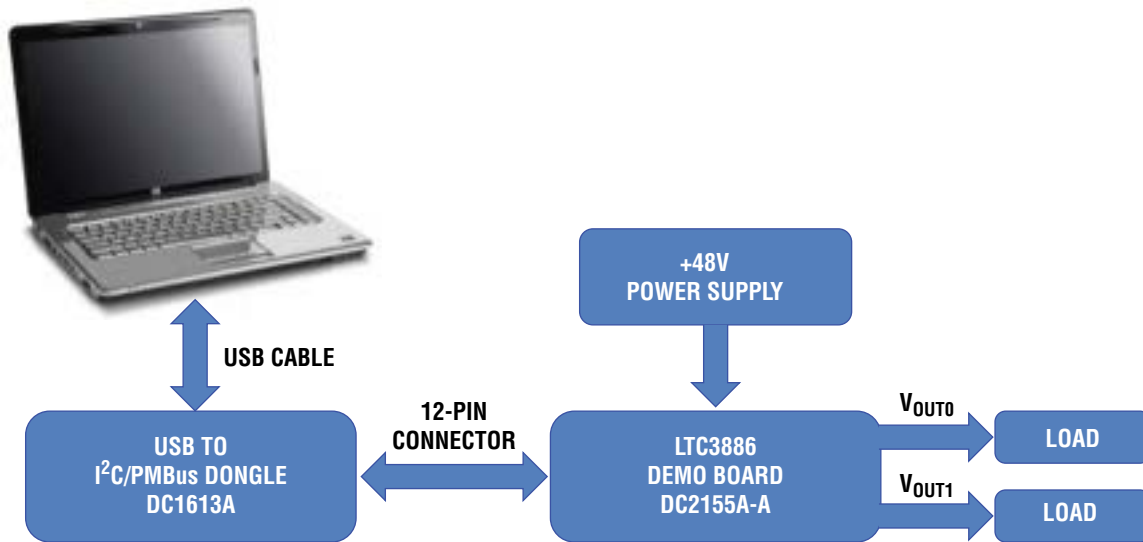 +48V
POWER SUPPLY
USB CABLE
12-PIN
CONNECTOR
USB TO
I²C/PMBus DONGLE
DC1613A
LTC3886
DEMO BOARD
DC2155A-A
VOUT0
LOAD
VOUT1
LOAD